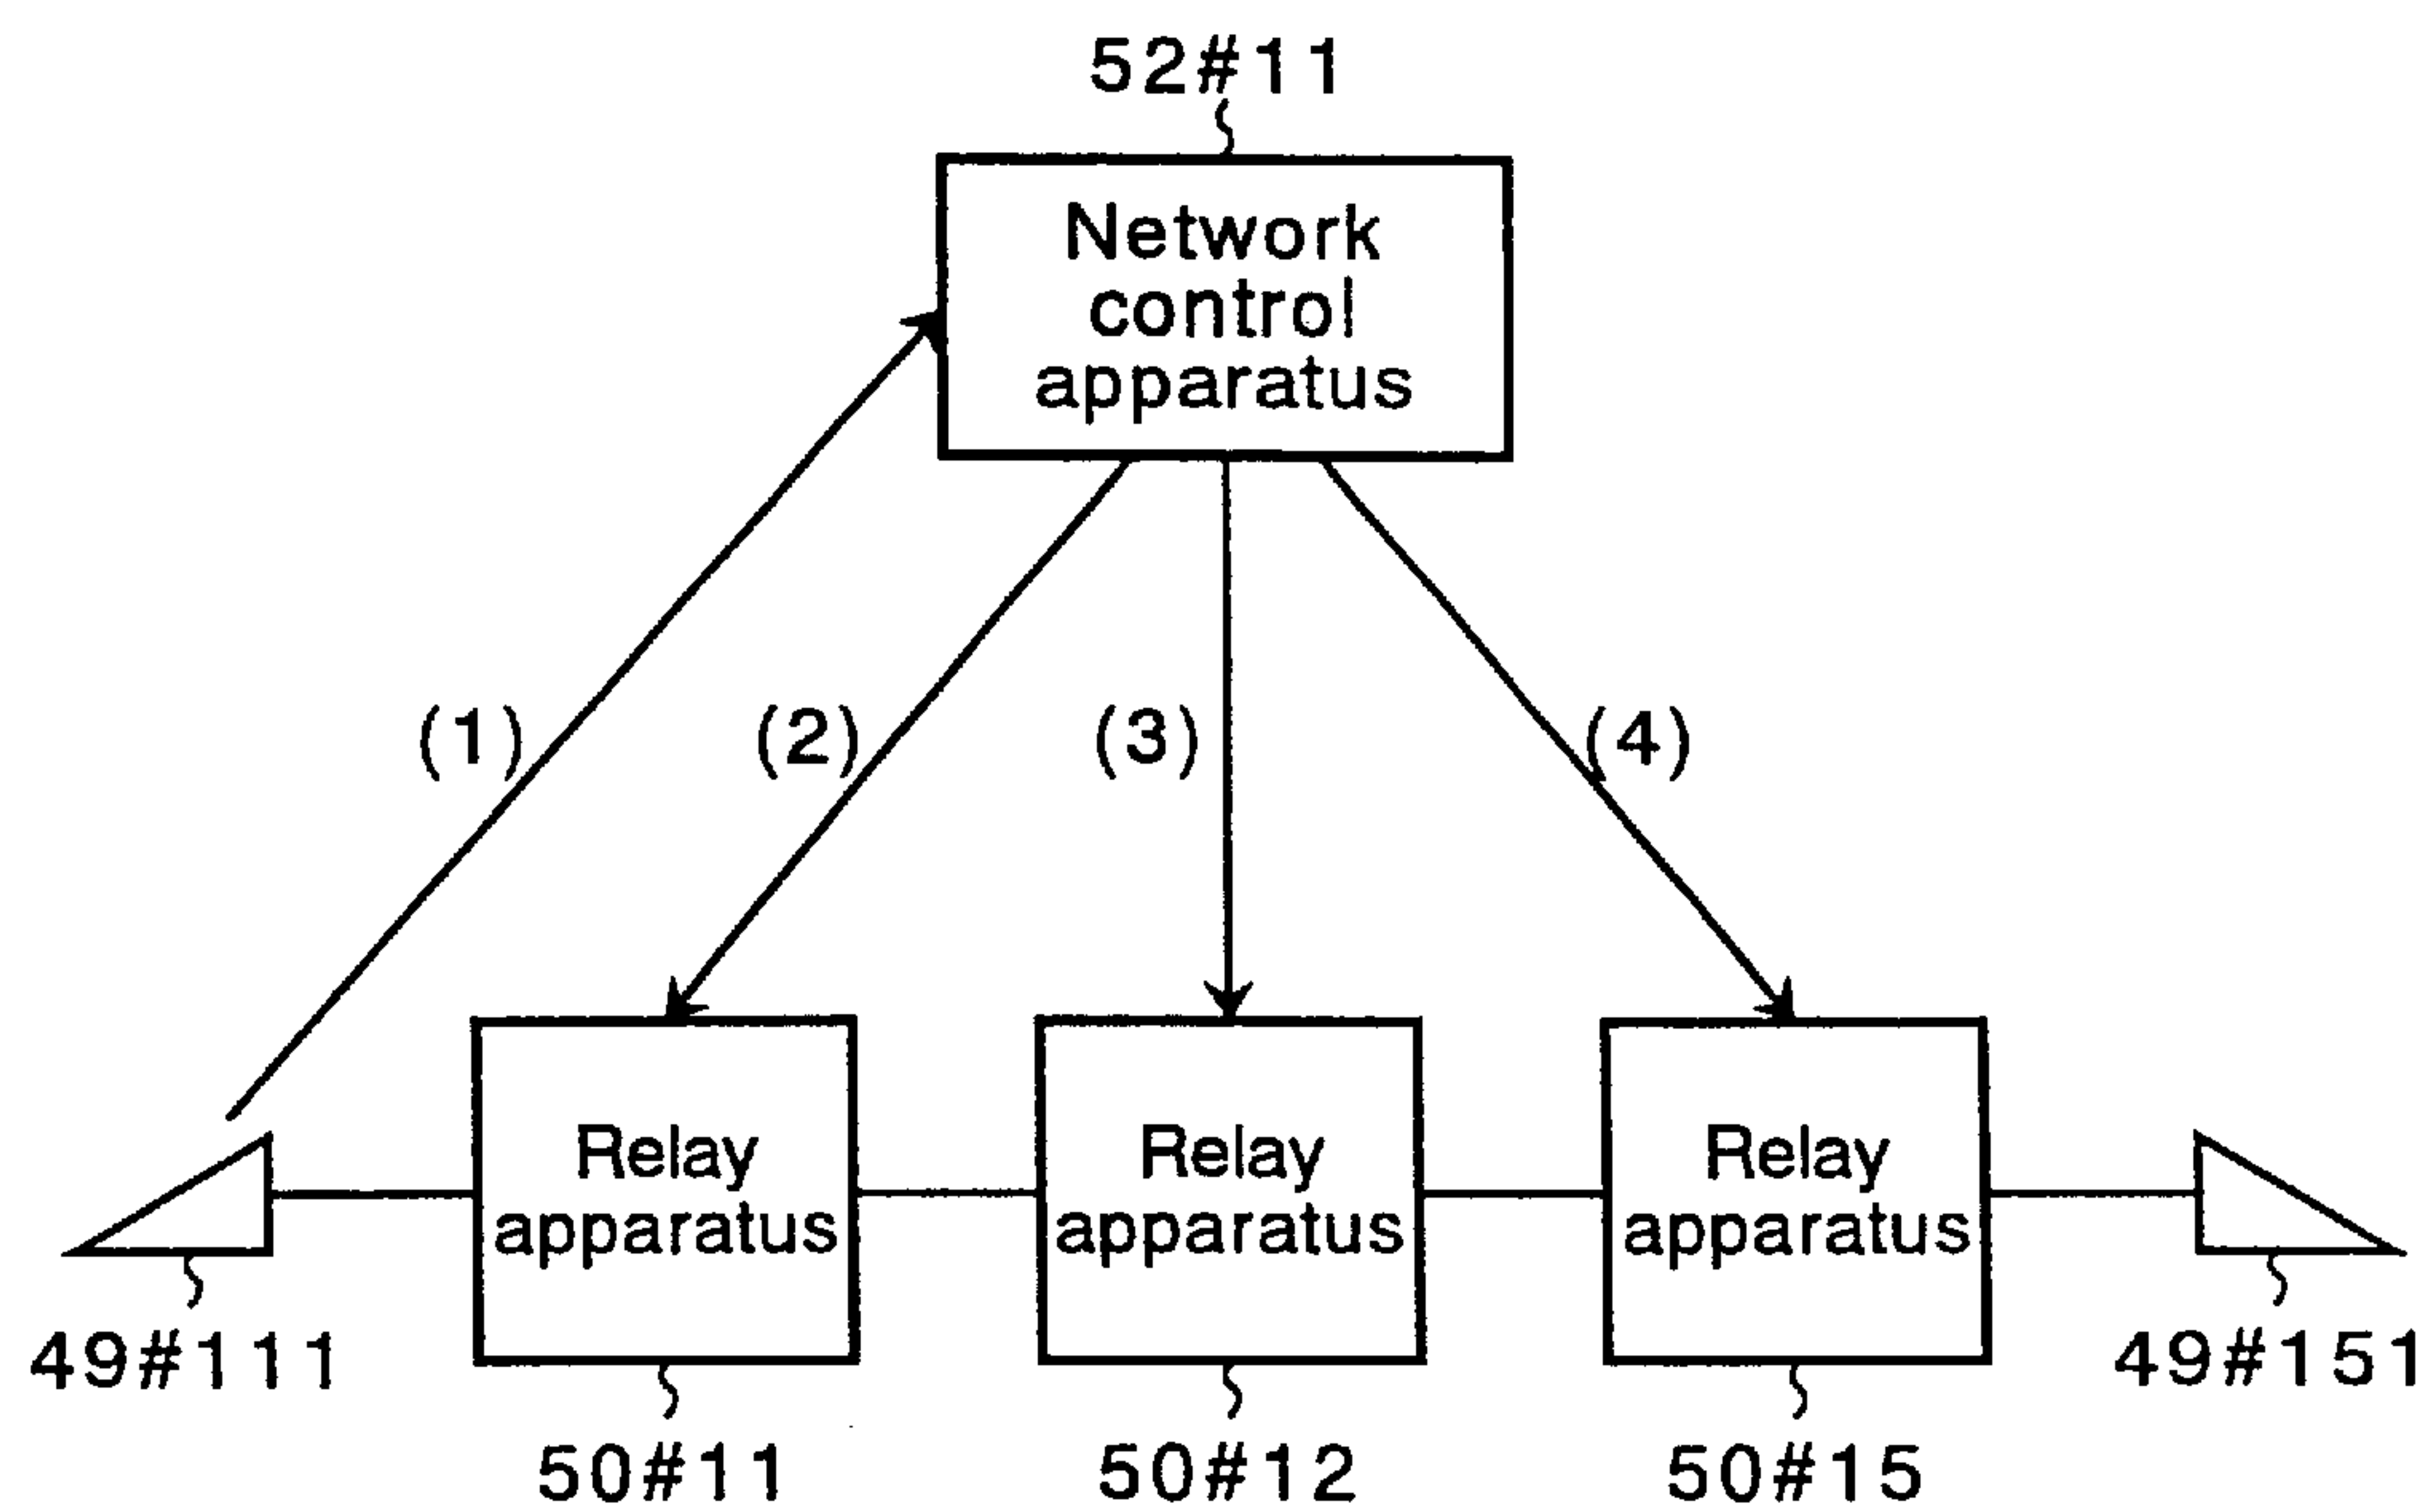 52#11
Network
control
apparatus
(1)
(2)
(3)
(4)
Relay
apparatus
Relay
apparatus
Relay
apparatus
49#111
49#151
50#11
50#12
50#15